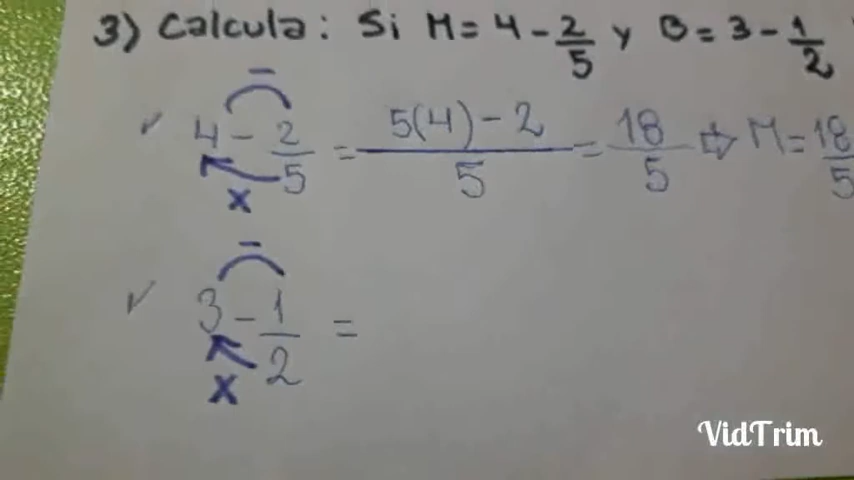 3) Calcula: Si M = 4 - 2/5 y B = 3 - 1/2
✓ 4 - 2/5 = 5(4) - 2/5 = 18/5 ⇒ M = 18/5
✓ 3 - 1/2 =
VidTrim